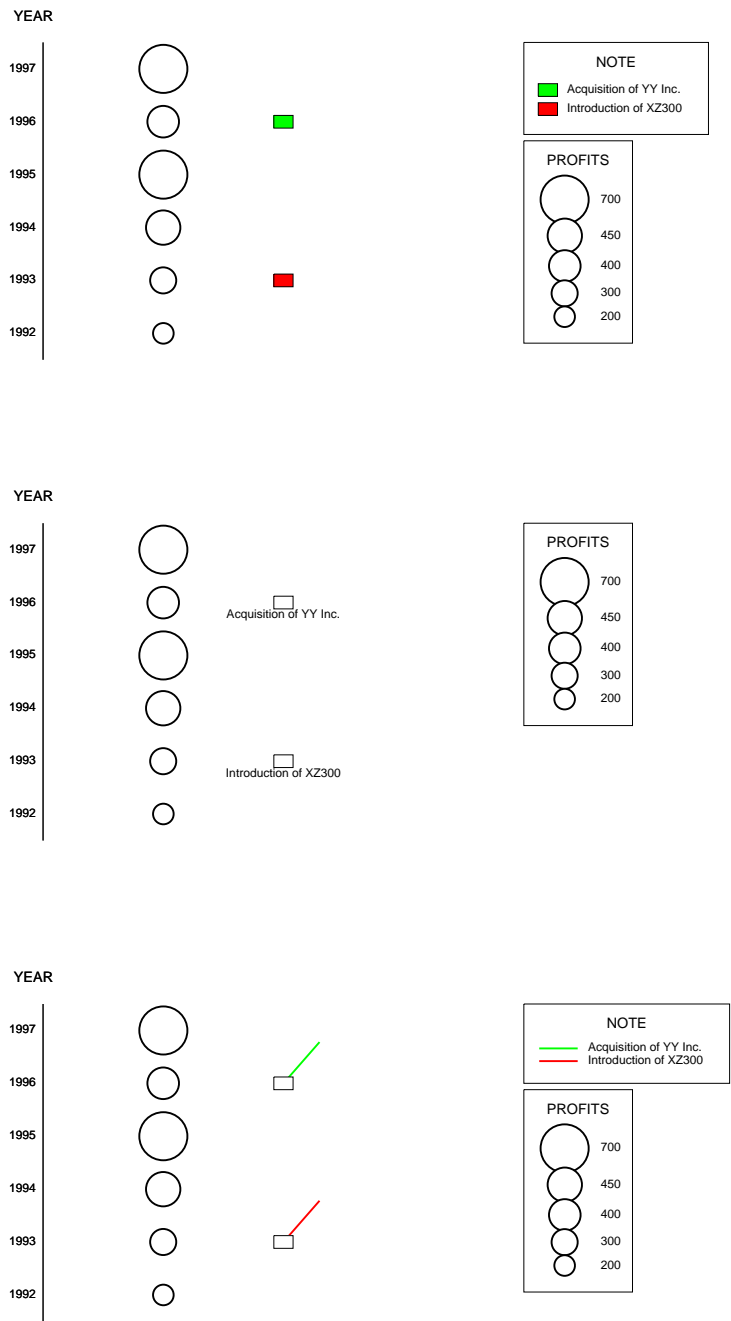 YEAR
1997
1996
1995
1994
1993
1992
NOTE
Acquisition of YY Inc.
Introduction of XZ300
PROFITS
700
450
400
300
200
YEAR
1997
1996
Acquisition of YY Inc.
1995
1994
1993
Introduction of XZ300
1992
PROFITS
700
450
400
300
200
YEAR
1997
1996
1995
1994
1993
1992
NOTE
Acquisition of YY Inc.
Introduction of XZ300
PROFITS
700
450
400
300
200